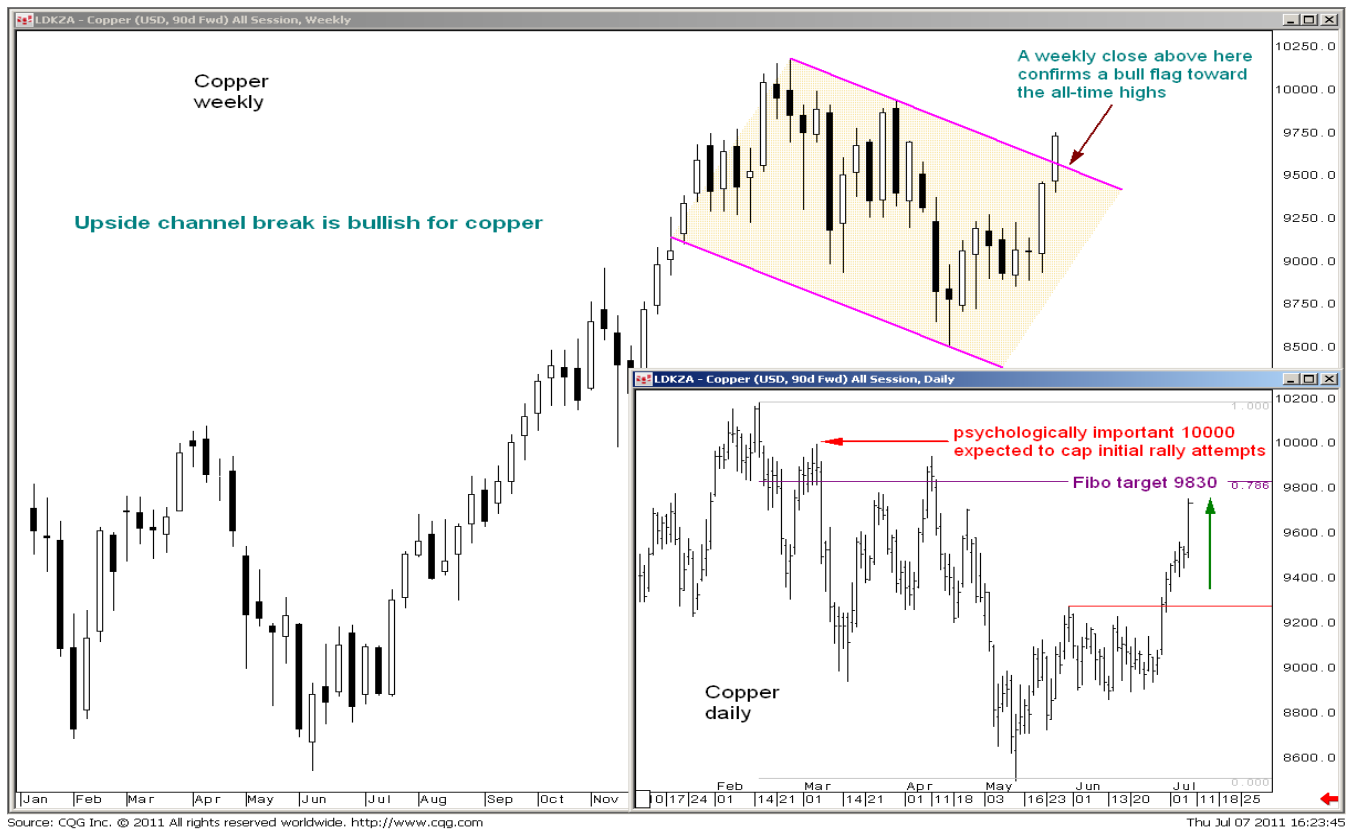 LDKZA - Copper (USD, 90d Fwd) All Session, Weekly
Copper
weekly
A weekly close above here
confirms a bull flag toward
the all-time highs
Upside channel break is bullish for copper
10250.0
10000.0
9750.0
9500.0
9250.0
9000.0
8750.0
8500.0
LDKZA - Copper (USD, 90d Fwd) All Session, Daily
1.000
psychologically important 10000
expected to cap initial rally attempts
Fibo target 9830
0.786
Copper
daily
0.000
10200.0
10000.0
9800.0
9600.0
9400.0
9200.0
9000.0
8800.0
8600.0
Feb Mar Apr May Jun Jul
Jan Feb Mar Apr May Jun Jul Aug Sep Oct Nov
10 17 24 01 14 21 01 14 21 01 11 18 03 16 23 01 13 20 01 11 18 25
Source: CQG Inc. © 2011 All rights reserved worldwide. http://www.cqg.com
Thu Jul 07 2011 16:23:45